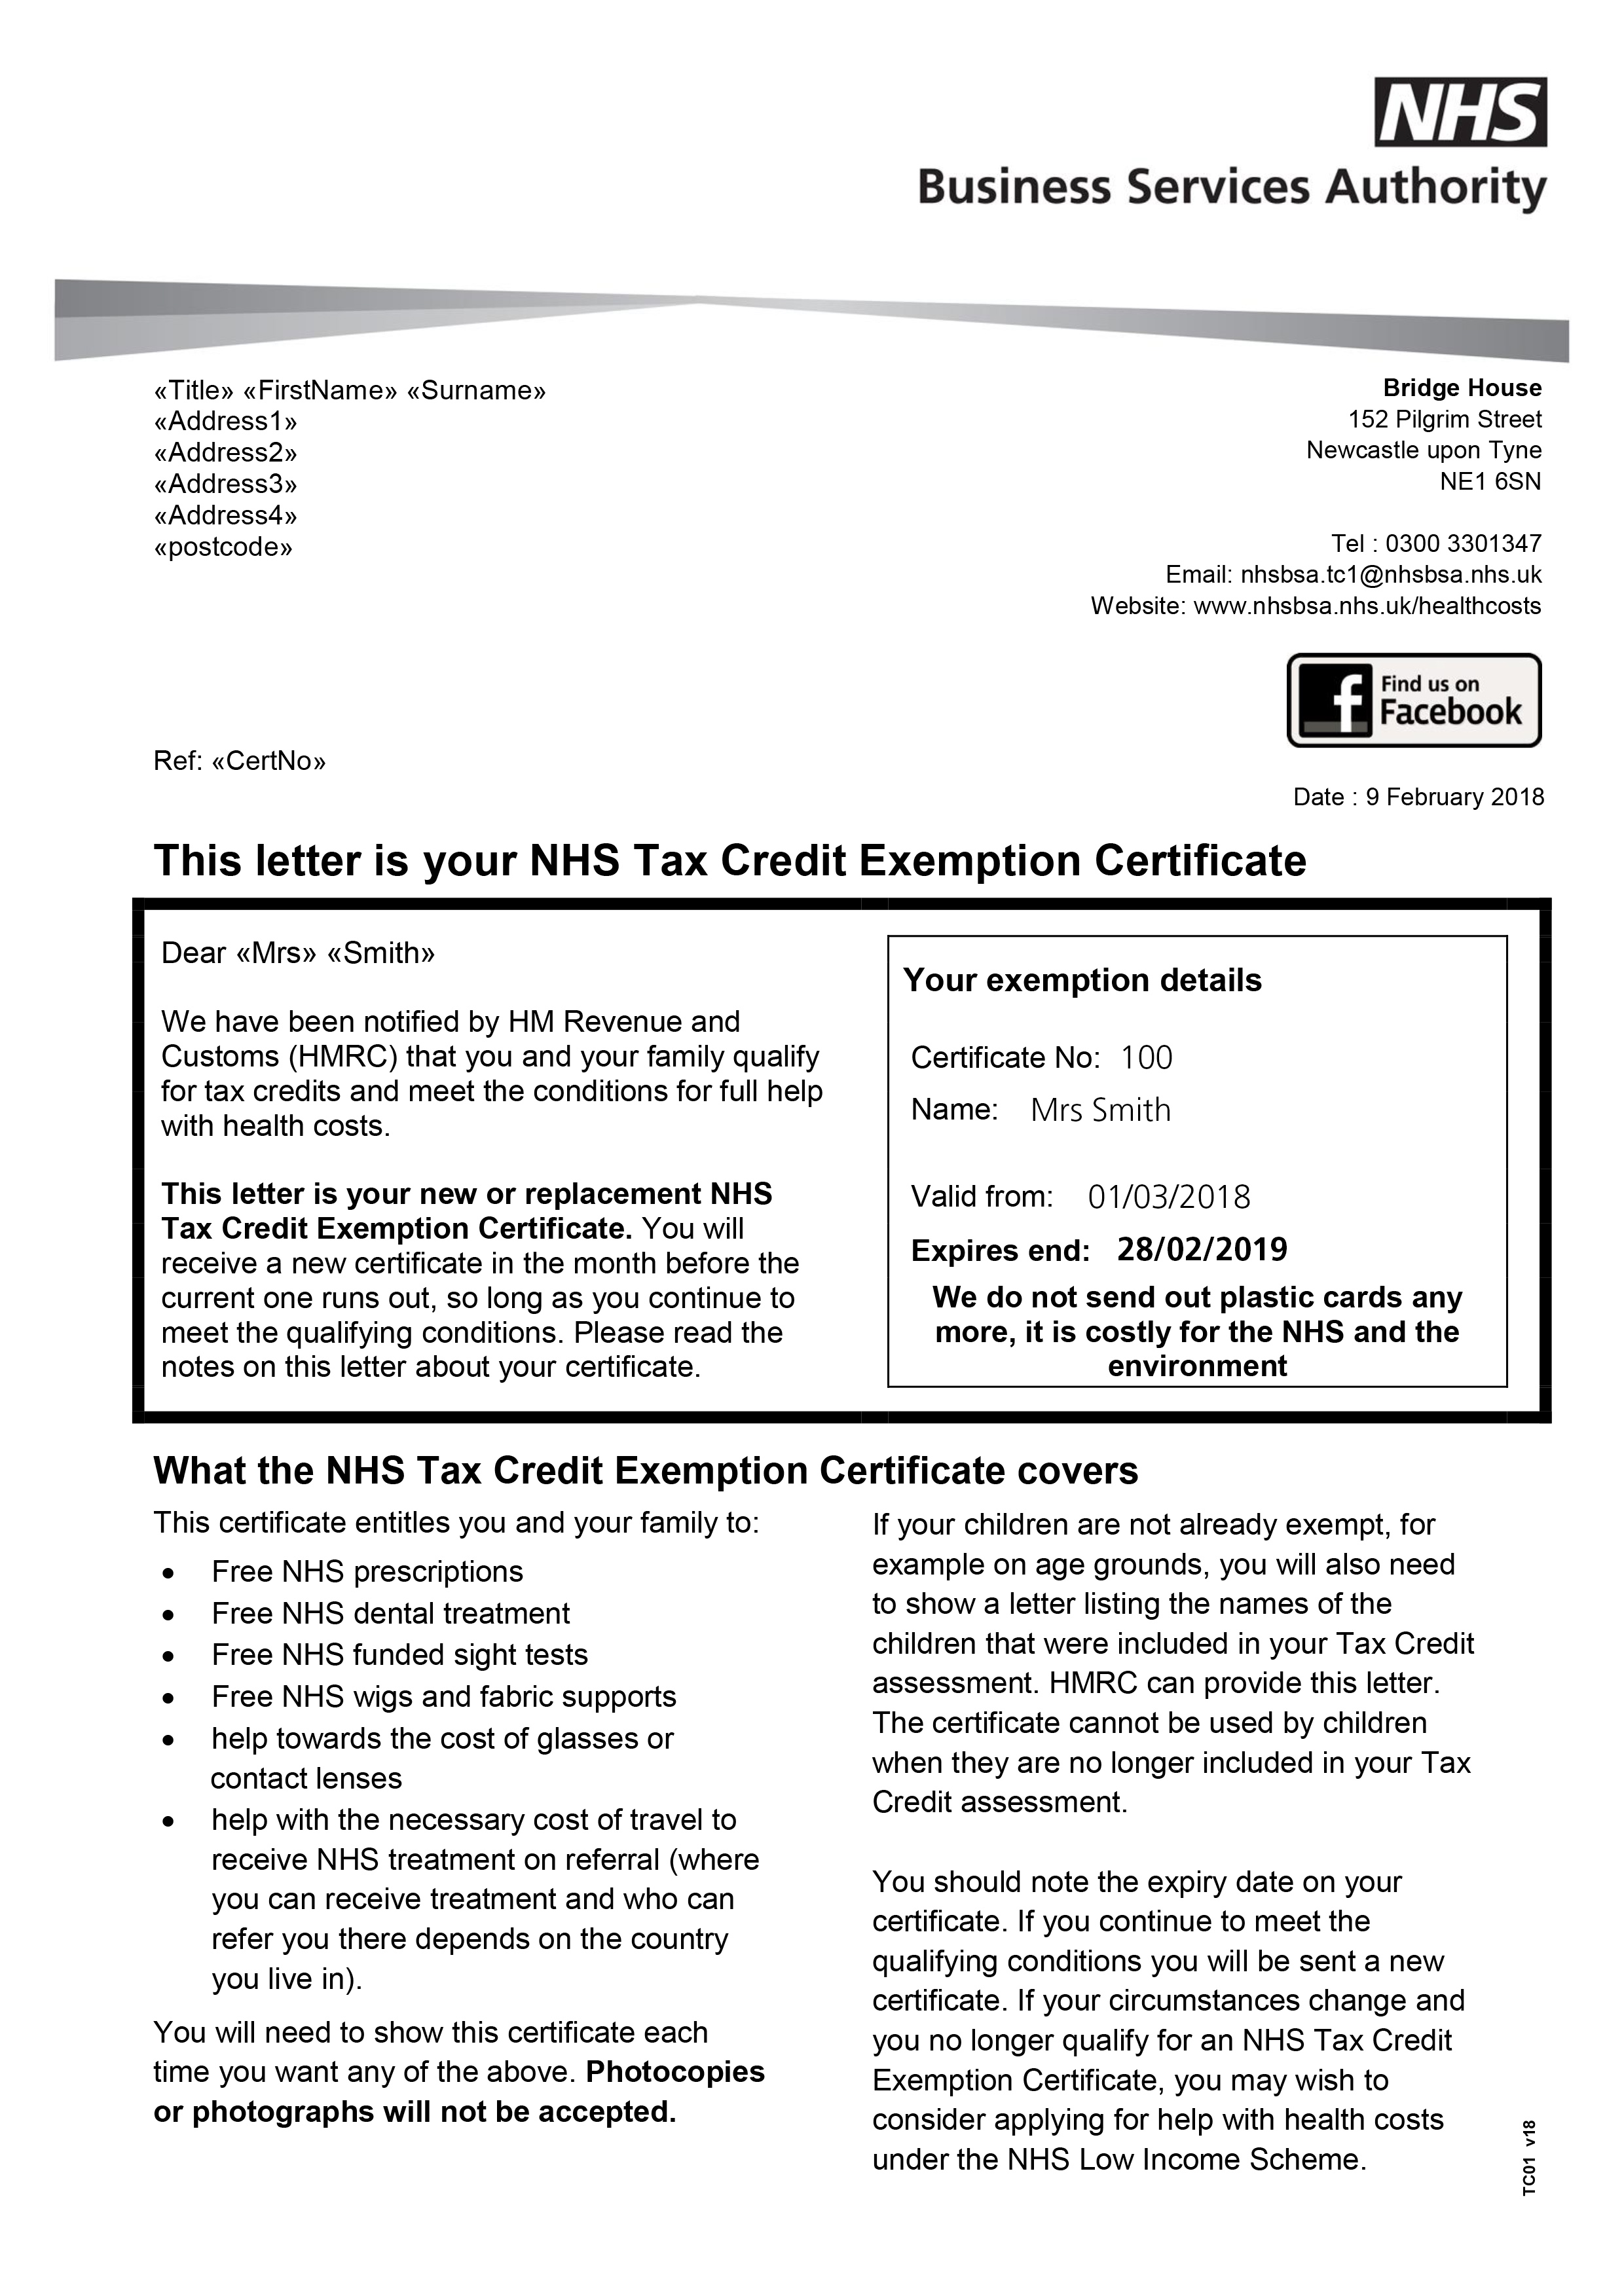 NHS
Business Services Authority
«Title» «FirstName» «Surname»
«Address1»
«Address2»
«Address3»
«Address4»
«postcode»
Bridge House
152 Pilgrim Street
Newcastle upon Tyne
NE1 6SN
Tel : 0300 3301347
Email: nhsbsa.tc1@nhsbsa.nhs.uk
Website: www.nhsbsa.nhs.uk/healthcosts
f Find us on
Facebook
Ref: «CertNo»
Date : 9 February 2018
This letter is your NHS Tax Credit Exemption Certificate
Dear «Mrs» «Smith»
We have been notified by HM Revenue and
Customs (HMRC) that you and your family qualify
for tax credits and meet the conditions for full help
with health costs.
This letter is your new or replacement NHS
Tax Credit Exemption Certificate. You will
receive a new certificate in the month before the
current one runs out, so long as you continue to
meet the qualifying conditions. Please read the
notes on this letter about your certificate.
Your exemption details
Certificate No: 100
Name: Mrs Smith
Valid from: 01/03/2018
Expires end: 28/02/2019
We do not send out plastic cards any
more, it is costly for the NHS and the
environment
What the NHS Tax Credit Exemption Certificate covers
This certificate entitles you and your family to:
• Free NHS prescriptions
• Free NHS dental treatment
• Free NHS funded sight tests
• Free NHS wigs and fabric supports
• help towards the cost of glasses or
contact lenses
• help with the necessary cost of travel to
receive NHS treatment on referral (where
you can receive treatment and who can
refer you there depends on the country
you live in).
You will need to show this certificate each
time you want any of the above. Photocopies
or photographs will not be accepted.
If your children are not already exempt, for
example on age grounds, you will also need
to show a letter listing the names of the
children that were included in your Tax Credit
assessment. HMRC can provide this letter.
The certificate cannot be used by children
when they are no longer included in your Tax
Credit assessment.
You should note the expiry date on your
certificate. If you continue to meet the
qualifying conditions you will be sent a new
certificate. If your circumstances change and
you no longer qualify for an NHS Tax Credit
Exemption Certificate, you may wish to
consider applying for help with health costs
under the NHS Low Income Scheme.
TC01 v18